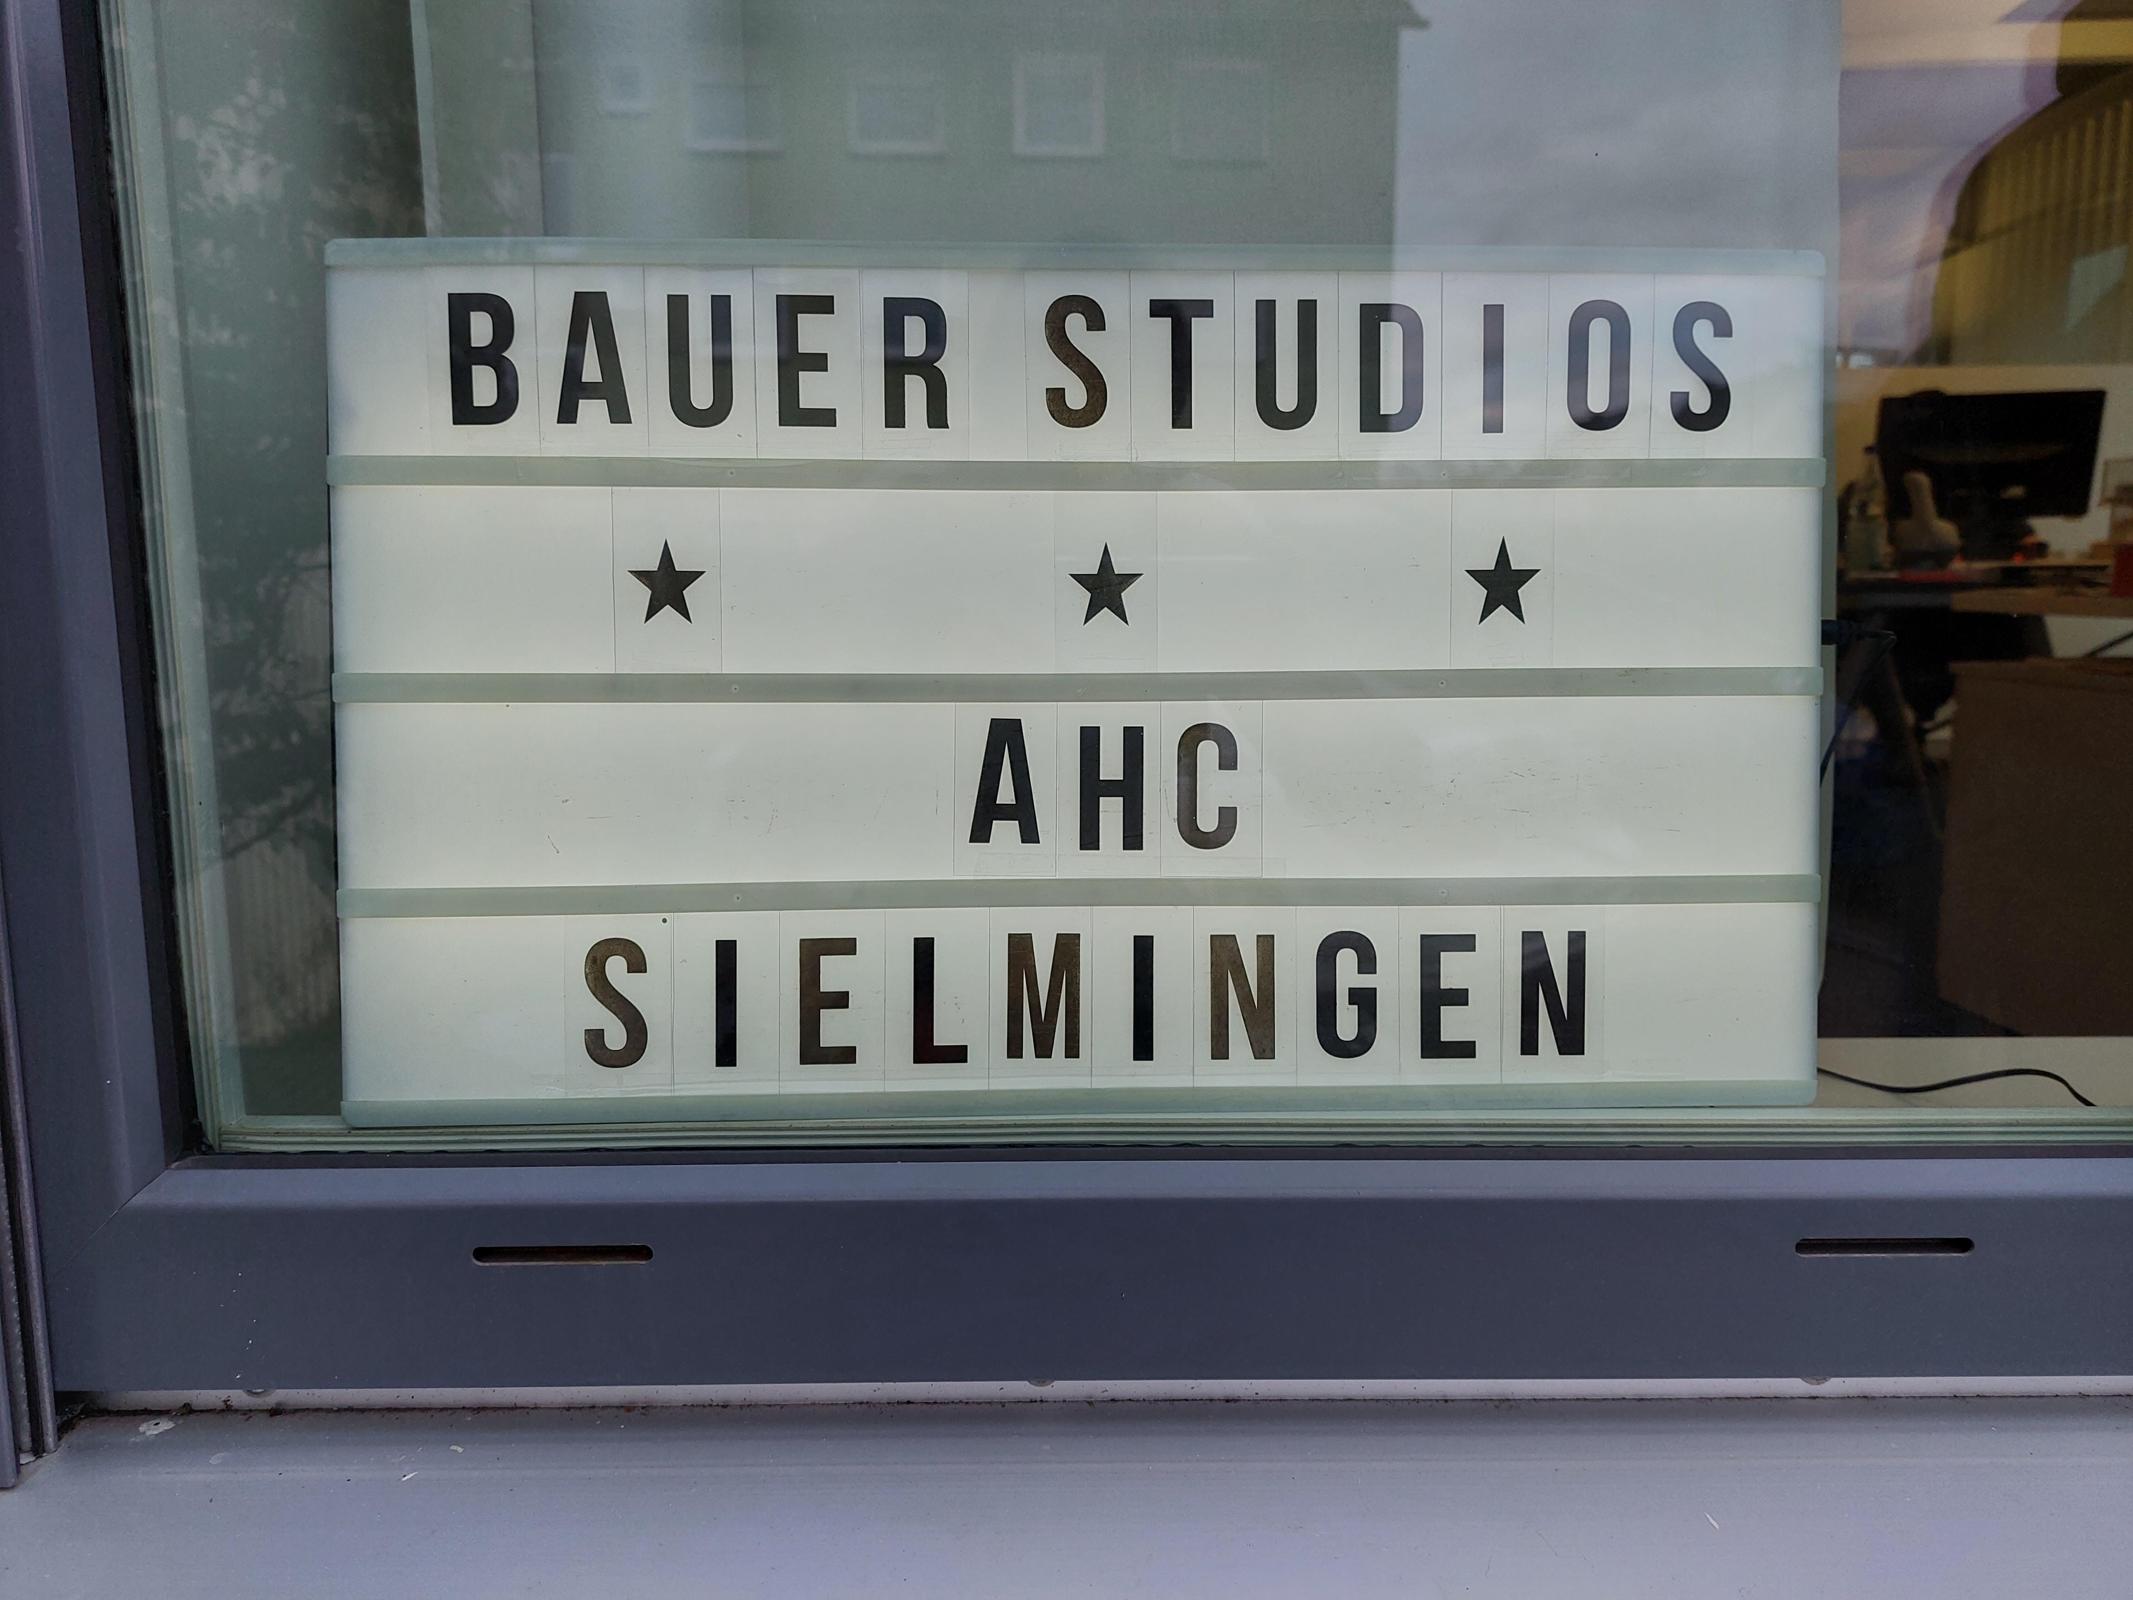 BAUER STUDIOS
★ ★ ★
AHC
SIELMINGEN